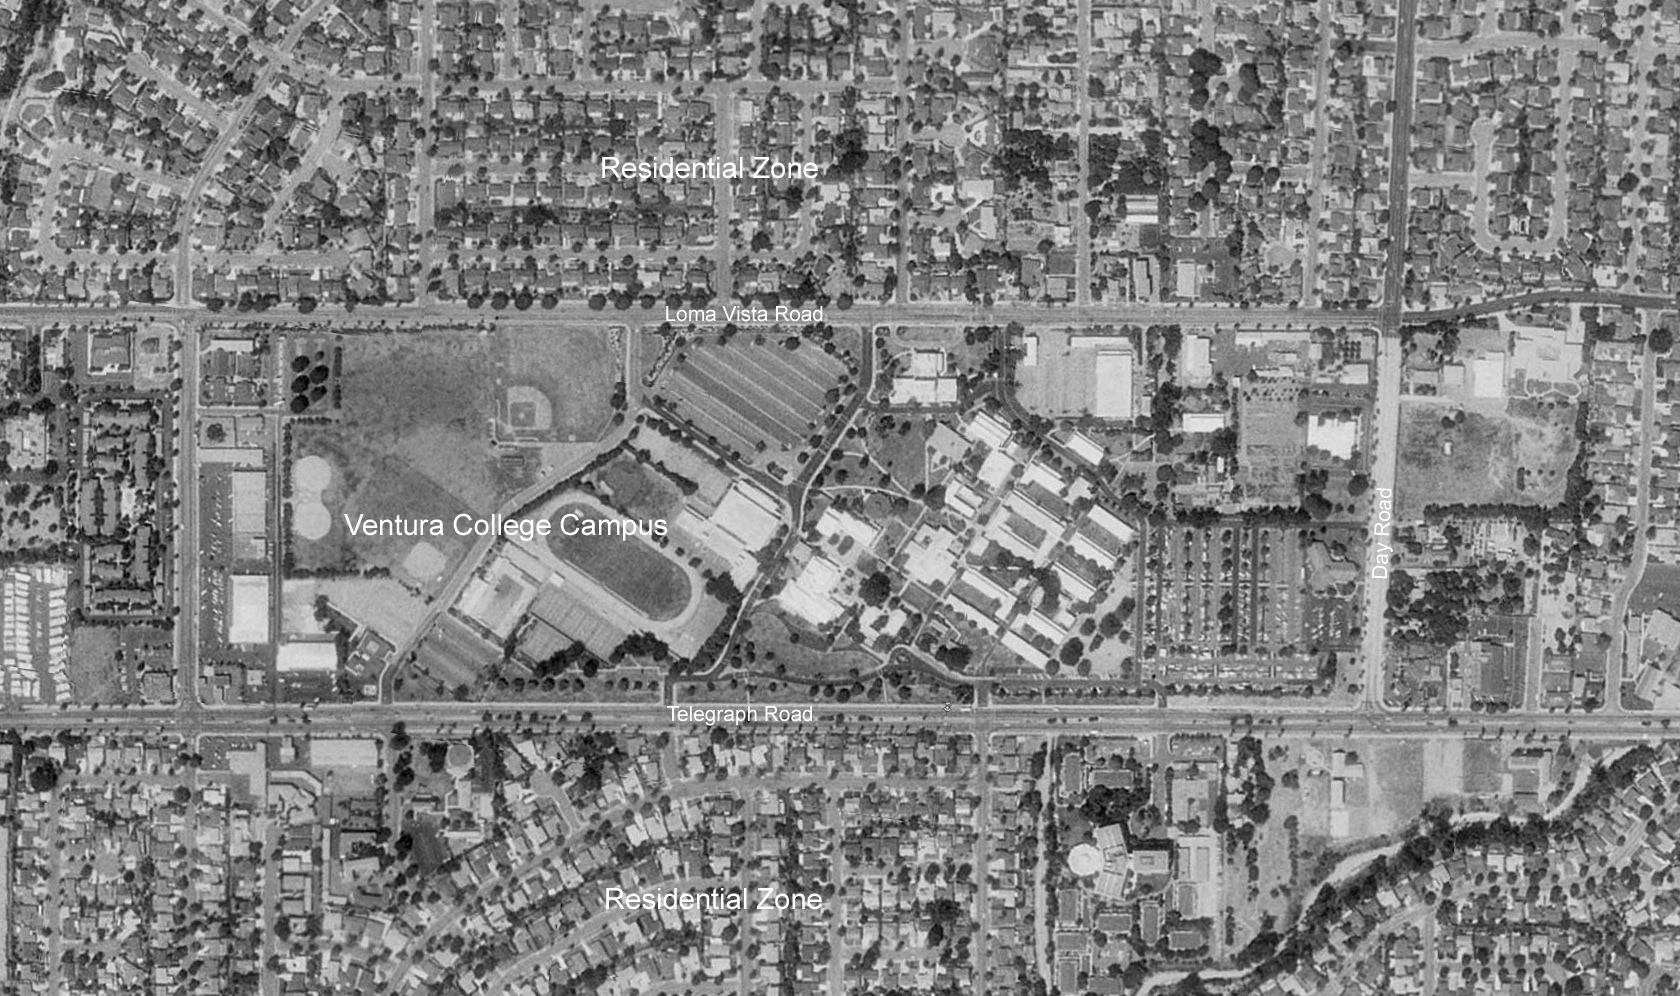 Residential Zone
Loma Vista Road
Ventura College Campus
Day Road
Telegraph Road
Residential Zone